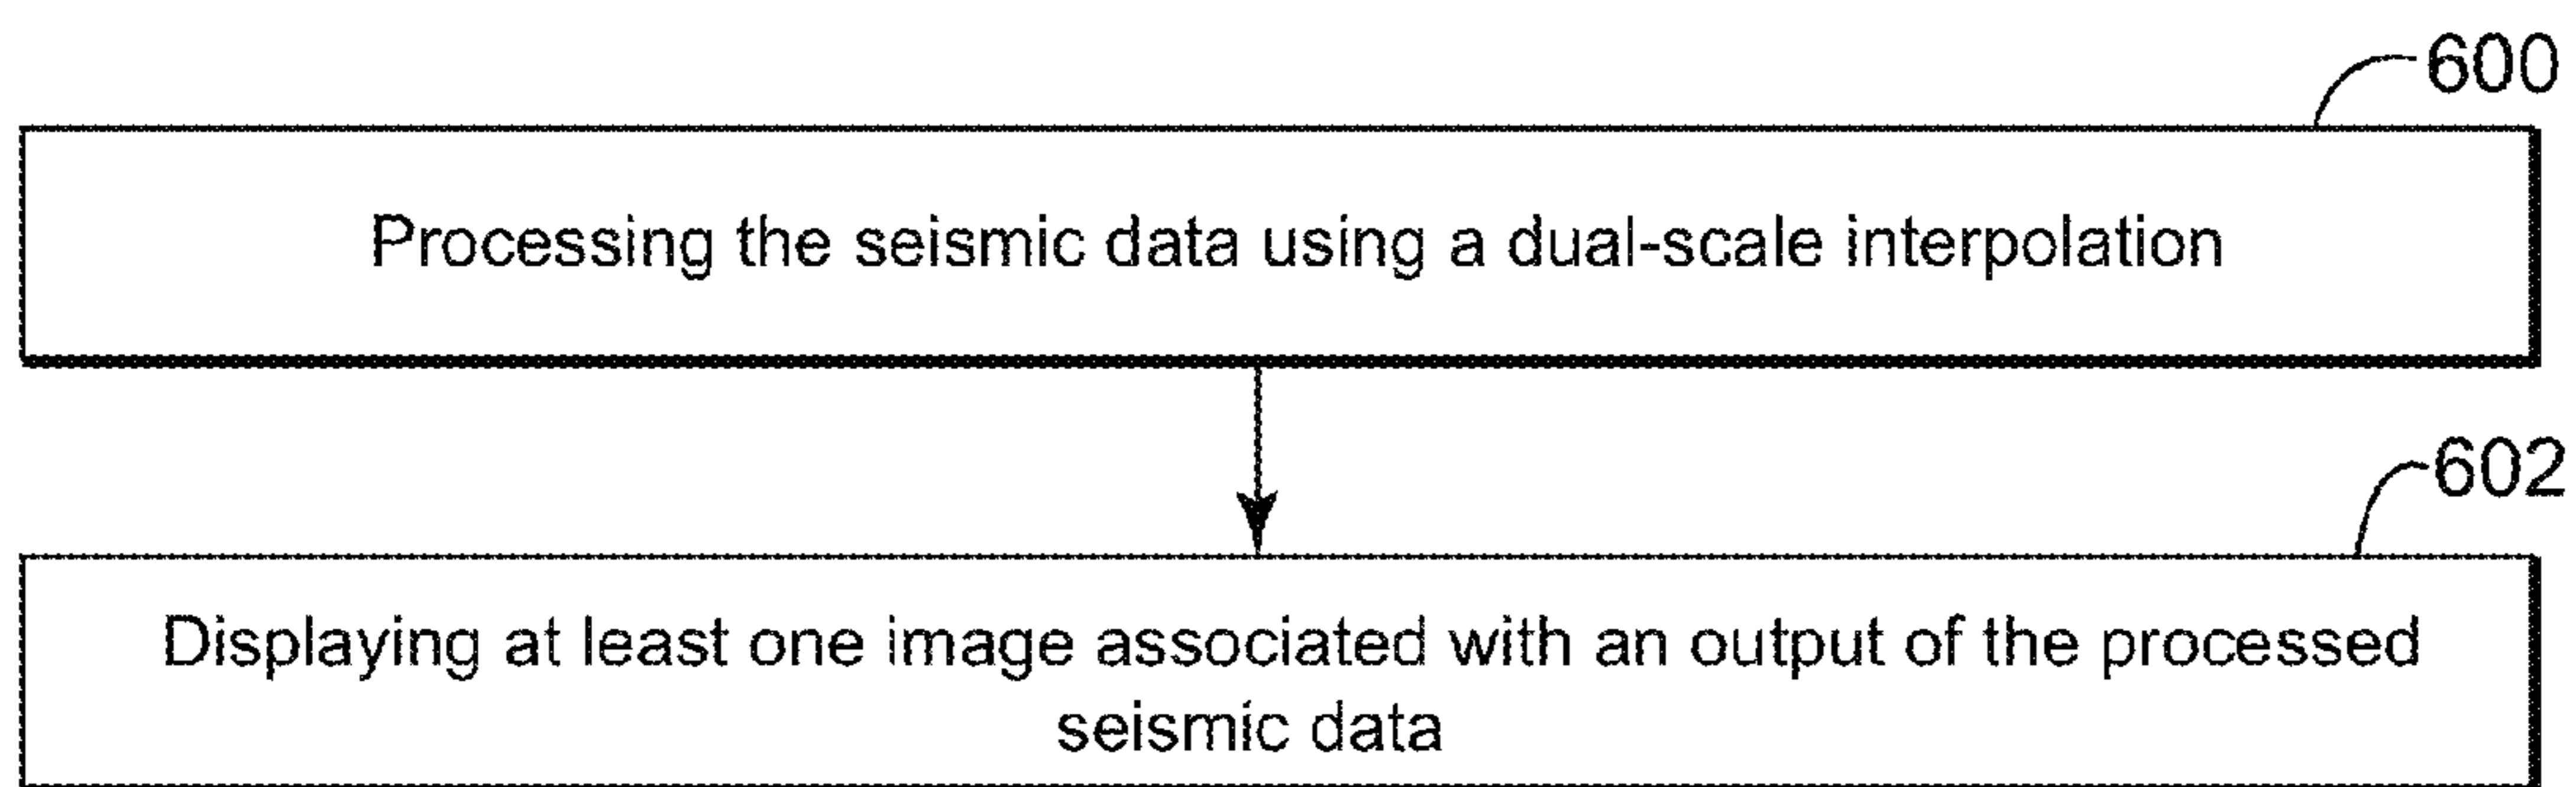 600
Processing the seismic data using a dual-scale interpolation
602
Displaying at least one image associated with an output of the processed
seismic data